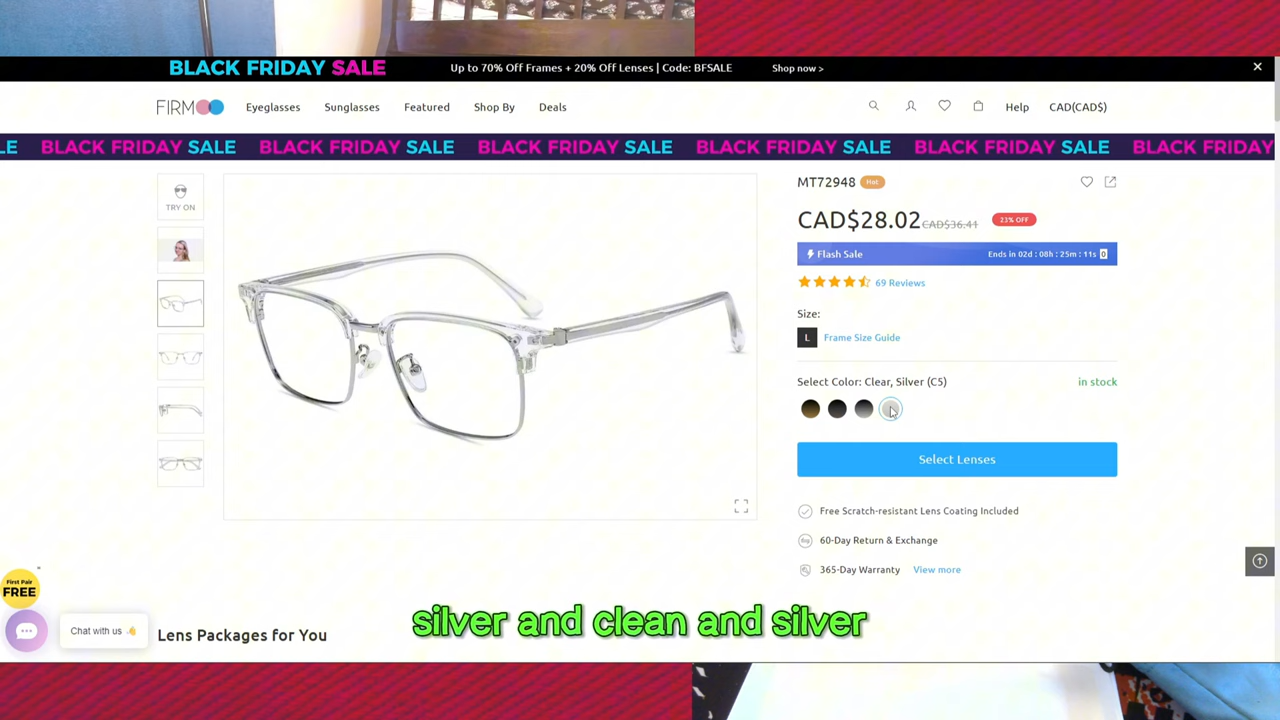 BLACK FRIDAY SALE
Up to 70% Off Frames + 20% Off Lenses | Code: BFSALE
Shop now >
FIRMOO
Eyeglasses
Sunglasses
Featured
Shop By
Deals
Help
CAD(CAD$)
LE BLACK FRIDAY SALE BLACK FRIDAY SALE BLACK FRIDAY SALE BLACK FRIDAY SALE BLACK FRIDAY SALE BLACK FRIDAY
TRY ON
MT72948 Hot
CAD$28.02 CAD$36.41 23% OFF
Flash Sale
Ends in 02d : 08h : 25m : 11s 0
69 Reviews
Size:
L Frame Size Guide
Select Color: Clear, Silver (C5)
in stock
Select Lenses
Free Scratch-resistant Lens Coating Included
60-Day Return & Exchange
365-Day Warranty View more
First Pair
FREE
Chat with us
Lens Packages for You
silver and clean and silver